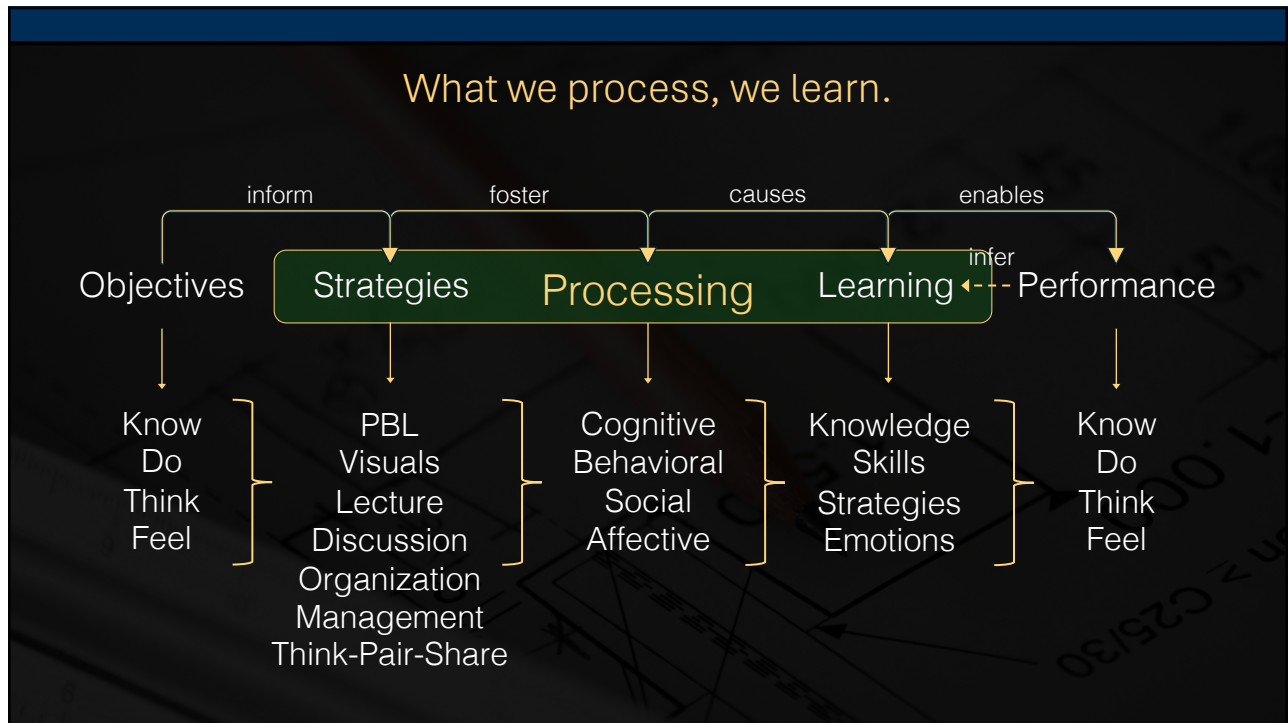 What we process, we learn.
inform
foster
causes
enables
infer
Objectives
Strategies
Processing
Learning
Performance
Know
Do
Think
Feel
PBL
Visuals
Lecture
Discussion
Organization
Management
Think-Pair-Share
Cognitive
Behavioral
Social
Affective
Knowledge
Skills
Strategies
Emotions
Know
Do
Think
Feel
C25/30